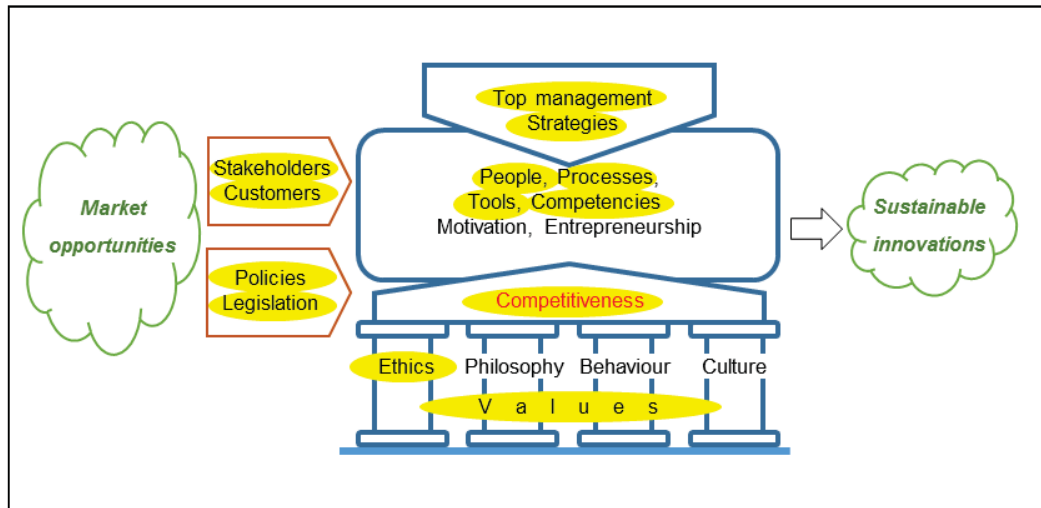 Market
opportunities
Stakeholders
Customers
Policies
Legislation
Top management
Strategies
People, Processes,
Tools, Competencies
Motivation, Entrepreneurship
Competitiveness
Ethics Philosophy Behaviour Culture
V a l u e s
Sustainable
innovations